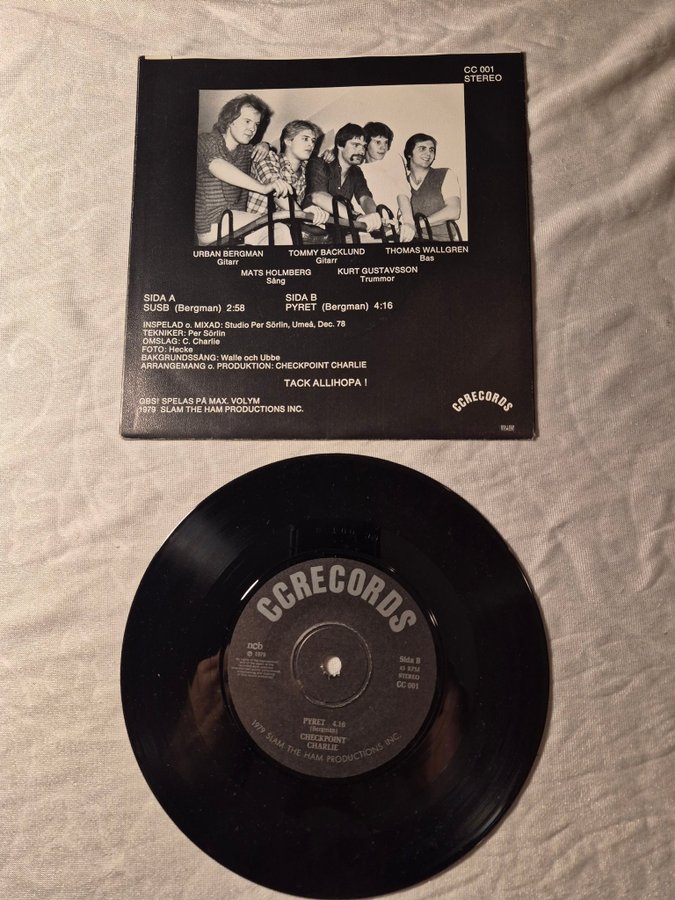 CC 001
STEREO
URBAN BERGMAN
Gitarr
TOMMY BACKLUND
Gitarr
THOMAS WALLGREN
Bas
MATS HOLMBERG
Sång
KURT GUSTAVSSON
Trummor
SIDA A
SUSB (Bergman) 2:58
SIDA B
PYRET (Bergman) 4:16
INSPELAD o. MIXAD: Studio Per Sörlin, Umeå, Dec. 78
TEKNIKER: Per Sörlin
OMSLAG: C. Charlie
FOTO: Hecke
BAKGRUNDSSÅNG: Walle och Ubbe
ARRANGEMANG o. PRODUKTION: CHECKPOINT CHARLIE
TACK ALLIHOPA !
OBS! SPELAS PÅ MAX. VOLYM
1979 SLAM THE HAM PRODUCTIONS INC.
CCRECORDS
CCRECORDS
ncb
℗ 1979
Sida B
45 RPM
STEREO
CC 001
PYRET 4.16
(Bergman)
CHECKPOINT
CHARLIE
1979 SLAM THE HAM PRODUCTIONS INC.